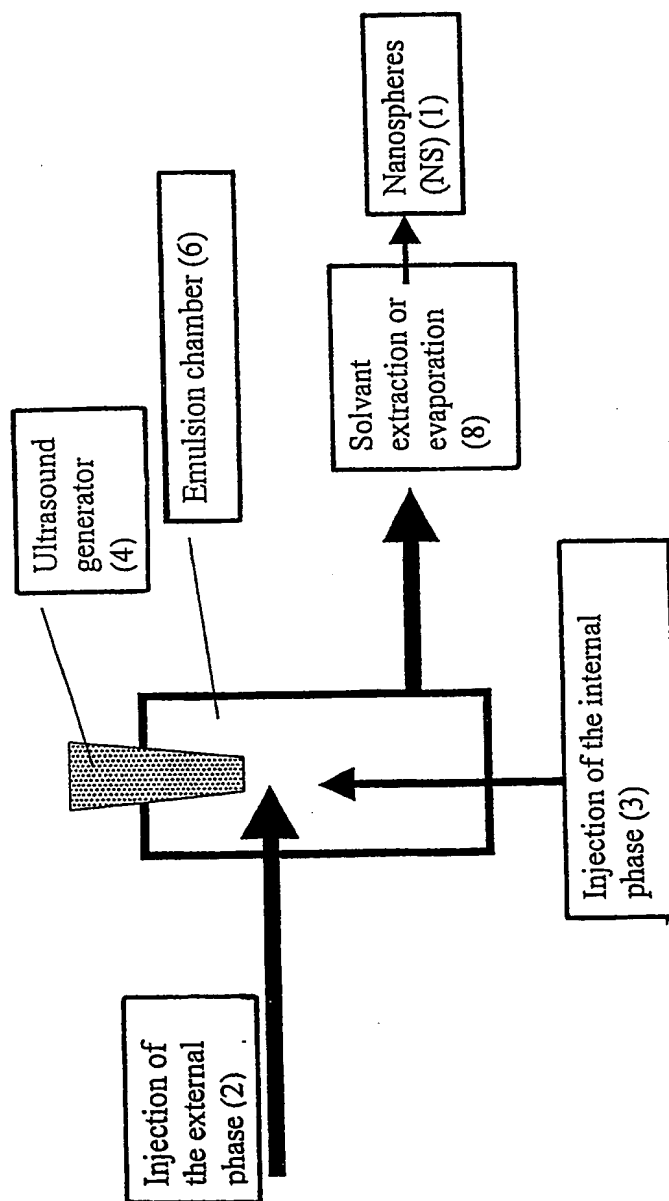 Ultrasound
generator
(4)
Emulsion chamber (6)
Injection of
the external
phase (2)
Solvent
extraction or
evaporation
(8)
Nanospheres
(NS) (1)
Injection of the internal
phase (3)